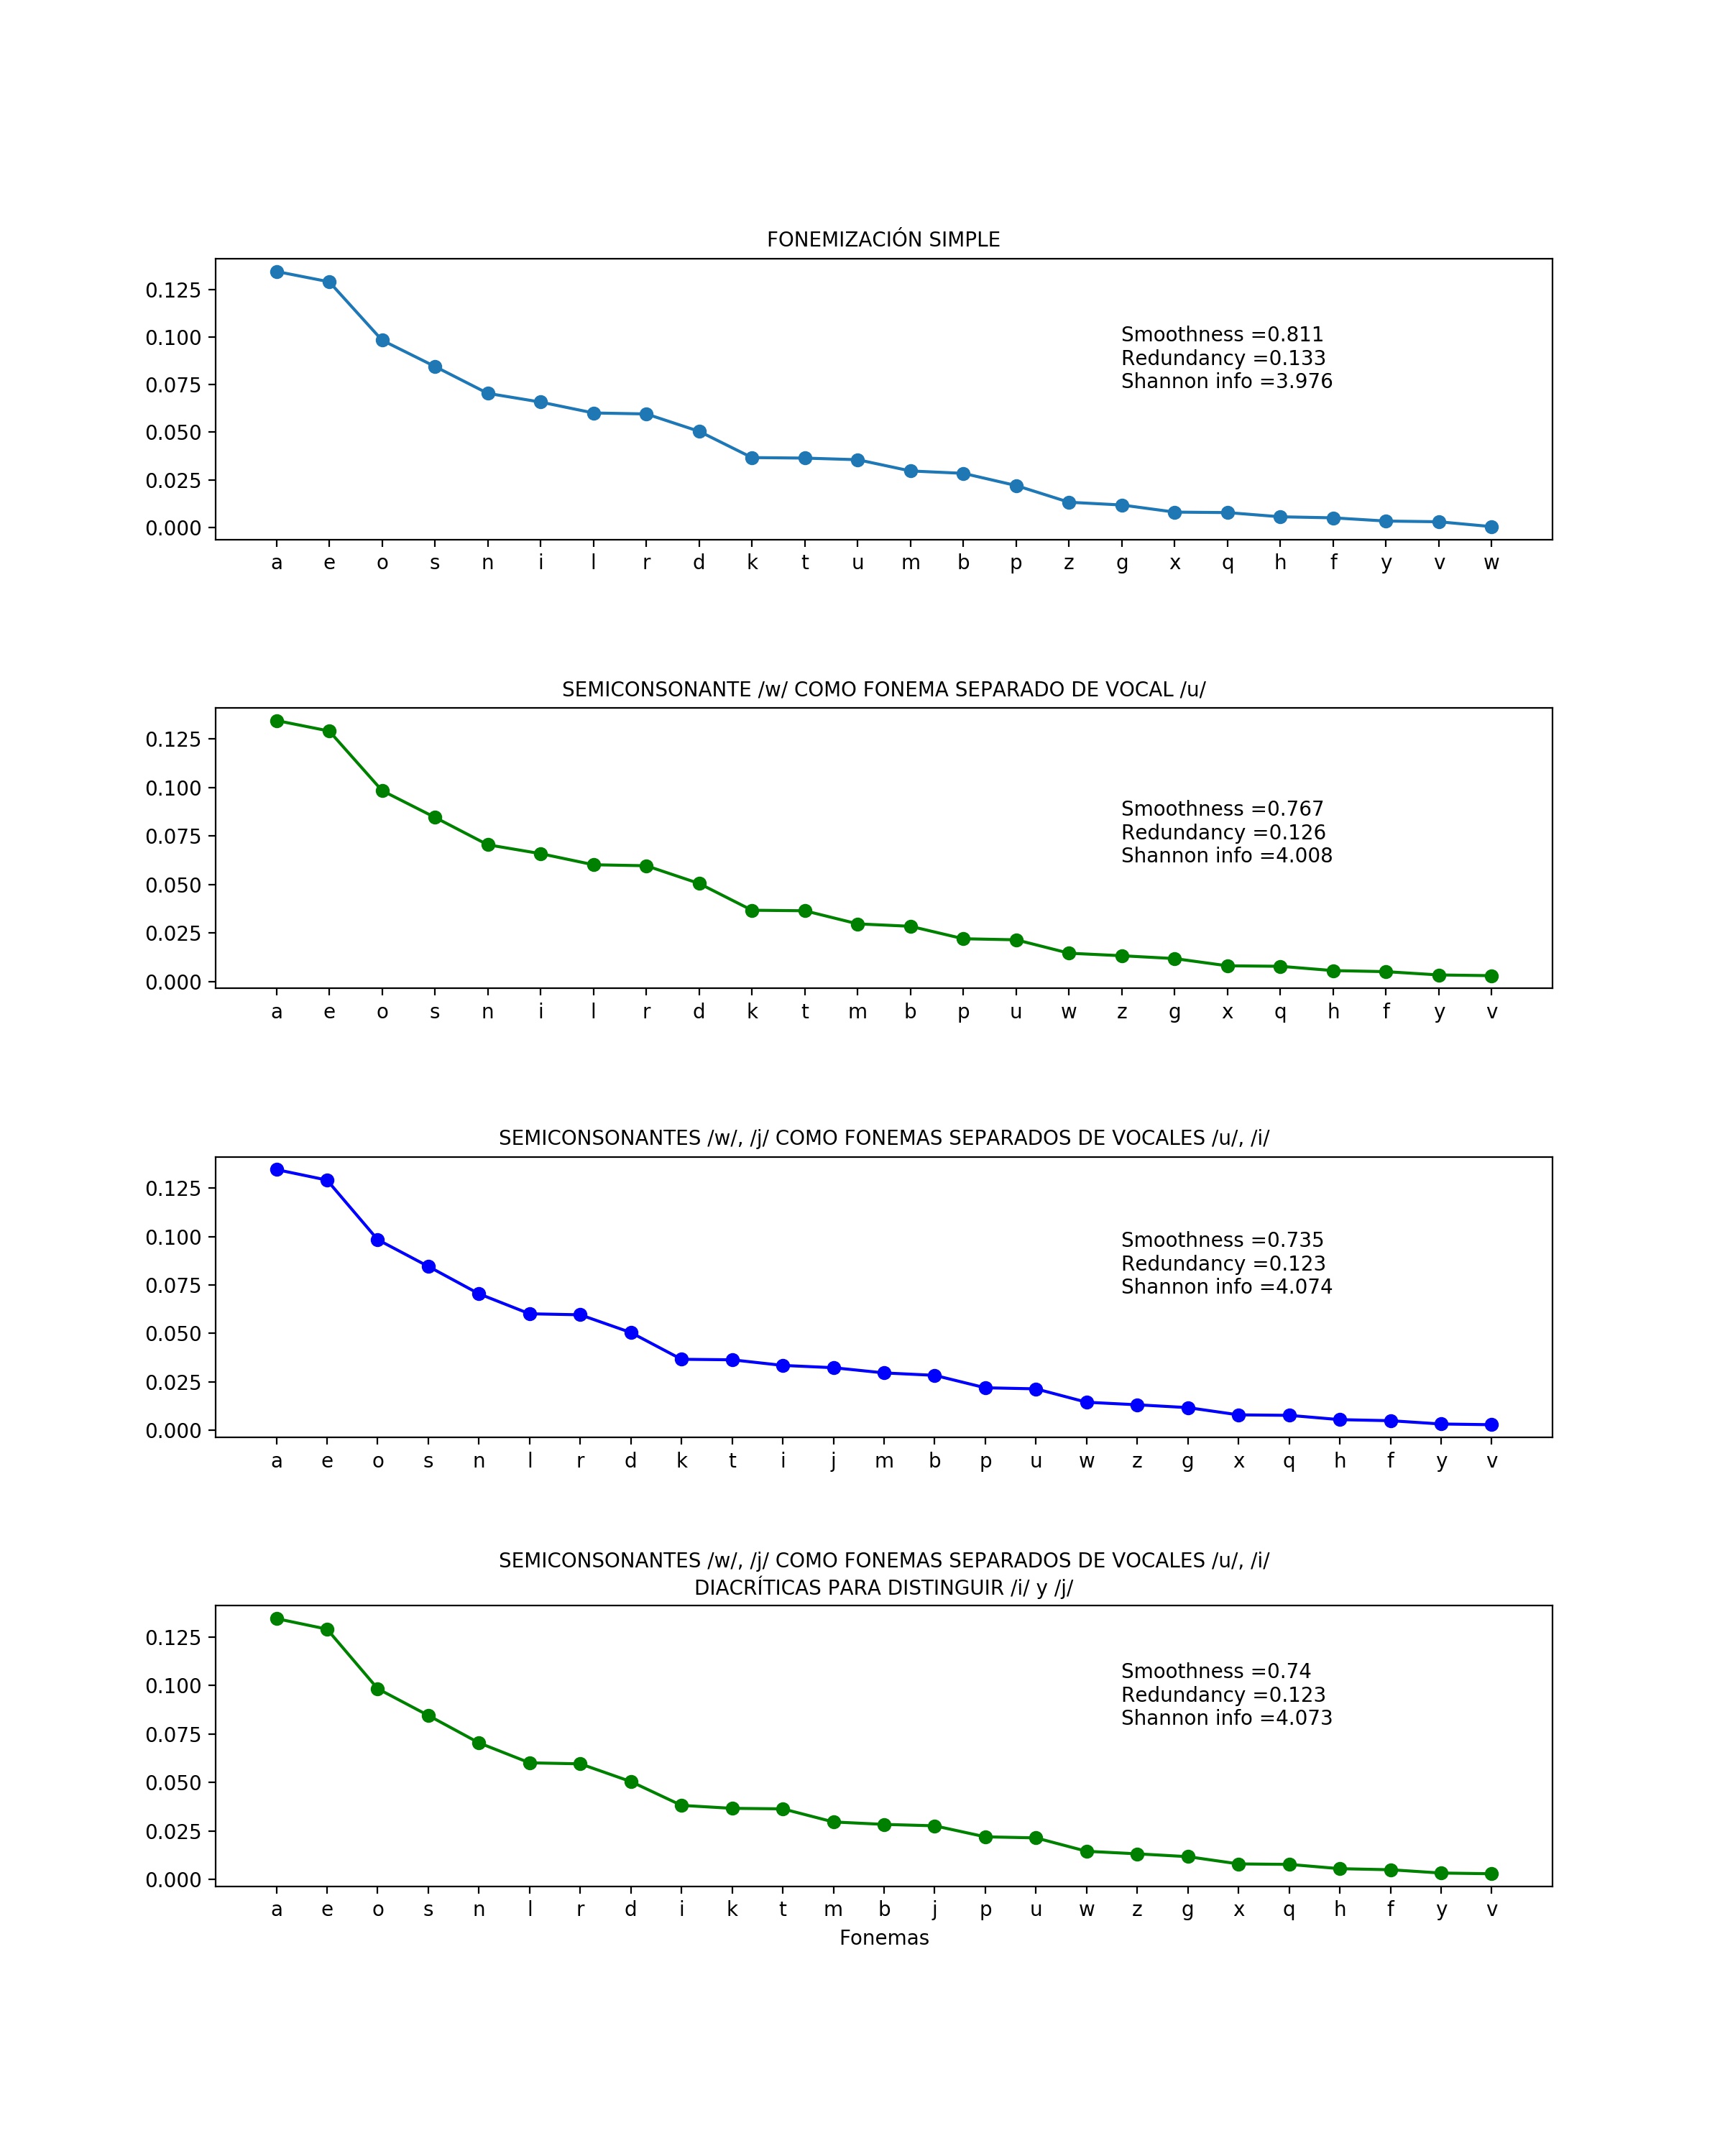 FONEMIZACIÓN SIMPLE
0.125
0.100
0.075
0.050
0.025
0.000
Smoothness =0.811
Redundancy =0.133
Shannon info =3.976
a e o s n i l r d k t u m b p z g x q h f y v w
SEMICONSONANTE /w/ COMO FONEMA SEPARADO DE VOCAL /u/
0.125
0.100
0.075
0.050
0.025
0.000
Smoothness =0.767
Redundancy =0.126
Shannon info =4.008
a e o s n i l r d k t m b p u w z g x q h f y v
SEMICONSONANTES /w/, /j/ COMO FONEMAS SEPARADOS DE VOCALES /u/, /i/
0.125
0.100
0.075
0.050
0.025
0.000
Smoothness =0.735
Redundancy =0.123
Shannon info =4.074
a e o s n l r d k t i j m b p u w z g x q h f y v
SEMICONSONANTES /w/, /j/ COMO FONEMAS SEPARADOS DE VOCALES /u/, /i/
DIACRÍTICAS PARA DISTINGUIR /i/ y /j/
0.125
0.100
0.075
0.050
0.025
0.000
Smoothness =0.74
Redundancy =0.123
Shannon info =4.073
a e o s n l r d i k t m b j p u w z g x q h f y v
Fonemas